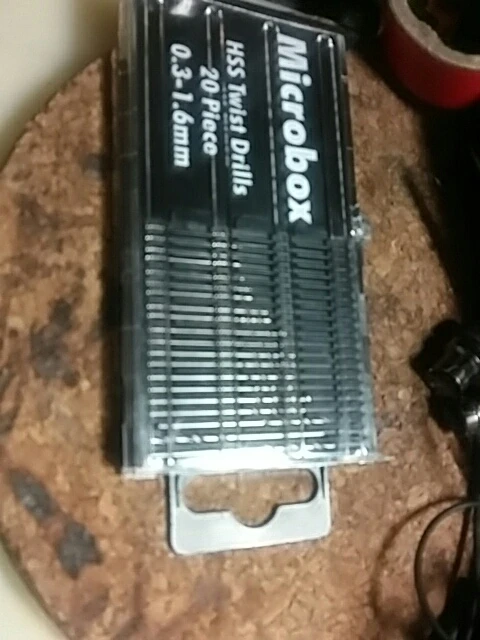 Microbox
HSS Twist Drills
20 Piece
0.3-1.6mm